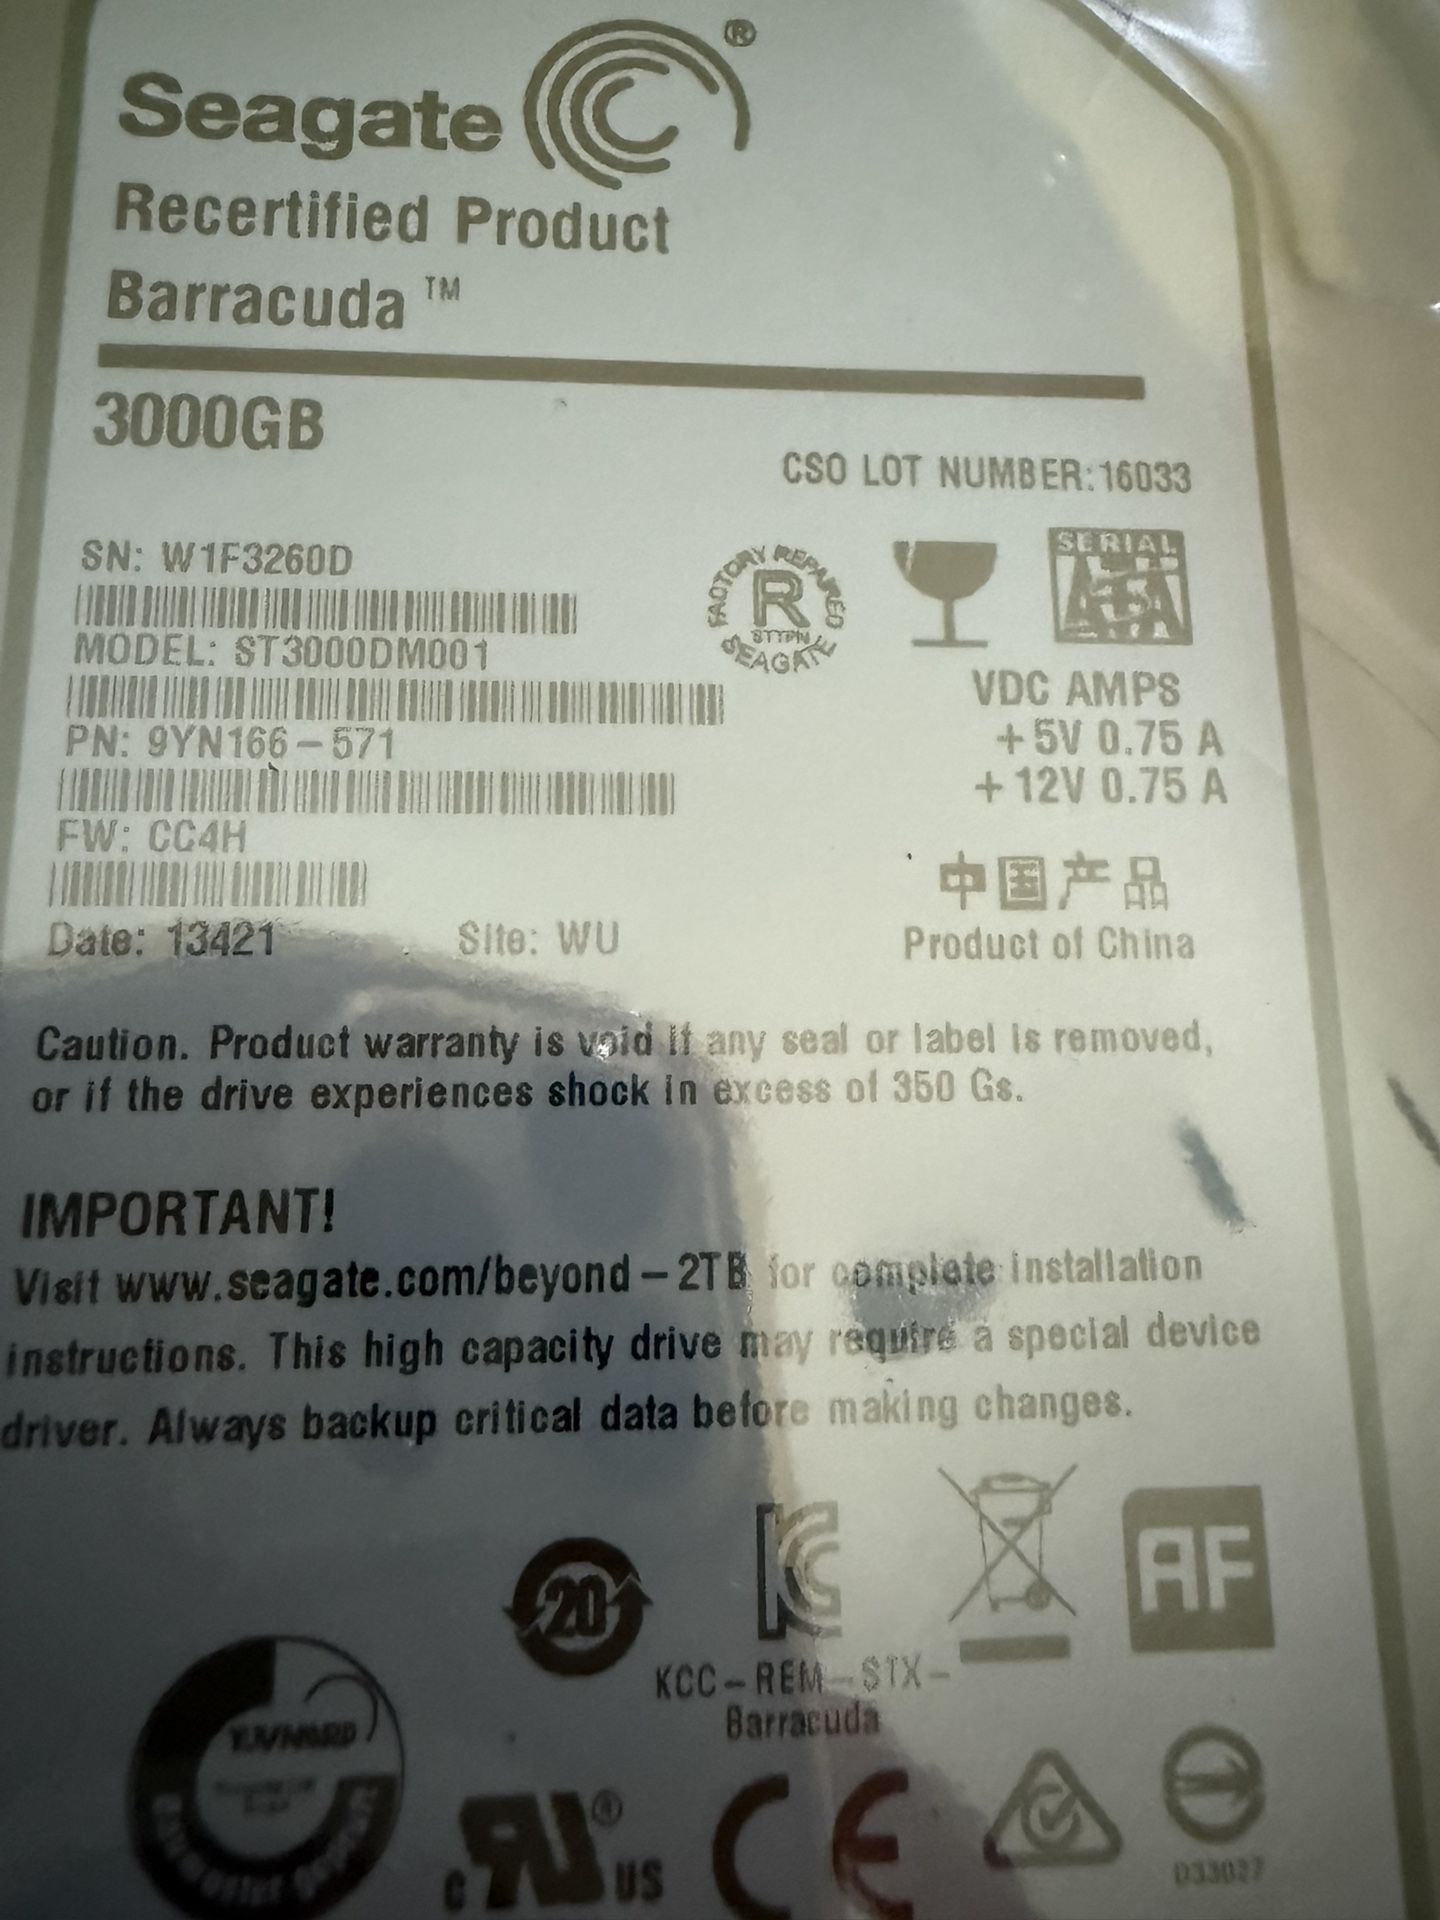 Seagate ®
Recertified Product
Barracuda ™
3000GB
CSO LOT NUMBER:16033
SN: W1F3260D
FACTORY REPAIRED
R
SEAGATE
SERIAL
ATA
MODEL: ST3000DM001
VDC AMPS
PN: 9YN166-571
+5V 0.75 A
+12V 0.75 A
FW: CC4H
中国产品
Date: 13421 Site: WU
Product of China
Caution. Product warranty is void if any seal or label is removed,
or if the drive experiences shock in excess of 350 Gs.
IMPORTANT!
Visit www.seagate.com/beyond-2TB for complete installation
instructions. This high capacity drive may require a special device
driver. Always backup critical data before making changes.
20
KC
AF
KCC-REM-STX-
Barracuda
c RU ® US
CE
D33027